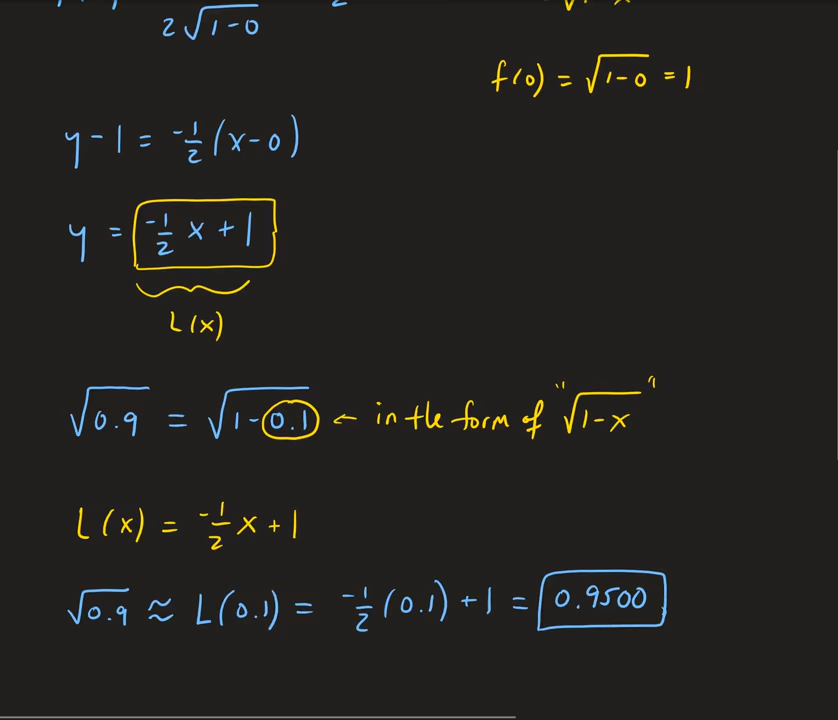 2√1-0
f(0) = √1-0 = 1
y - 1 = -1/2 (x-0)
y = -1/2 x + 1
L(x)
√0.9 = √1-0.1 ← in the form of "√1-x"
L(x) = -1/2 x + 1
√0.9 ≈ L(0.1) = -1/2 (0.1) + 1 = 0.9500